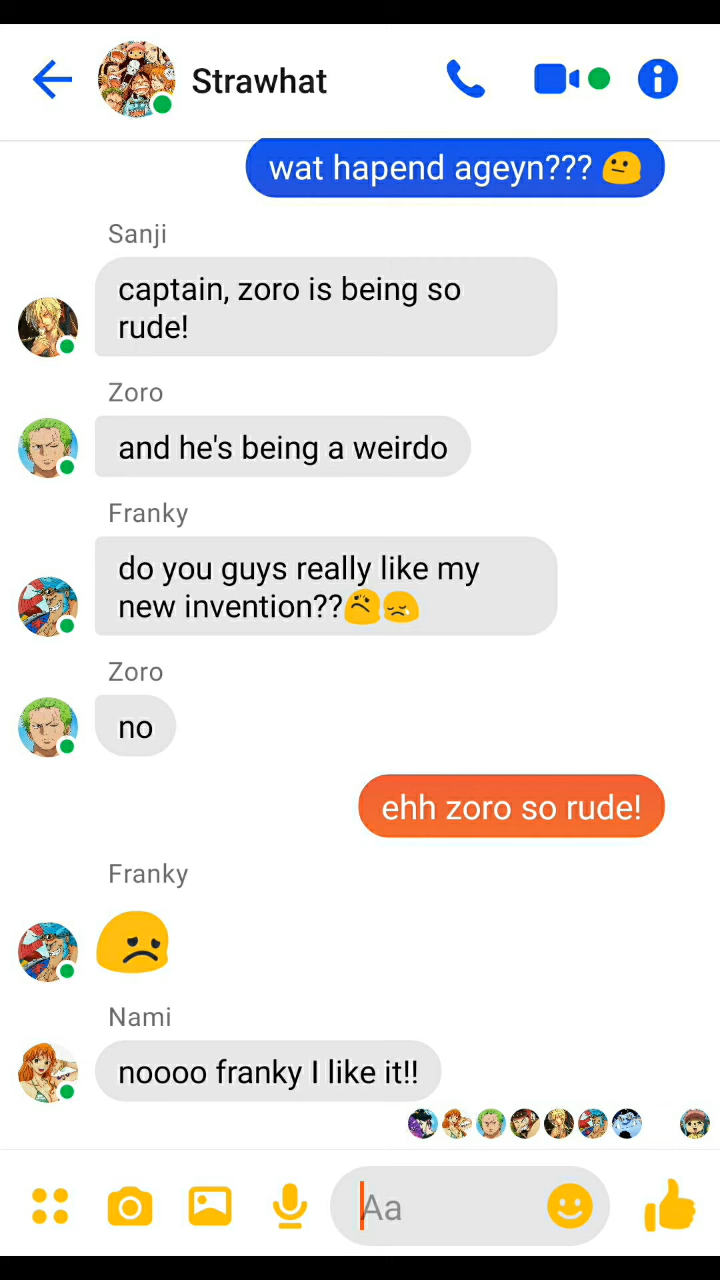 Strawhat
wat hapend ageyn??? 😐
Sanji
captain, zoro is being so
rude!
Zoro
and he's being a weirdo
Franky
do you guys really like my
new invention??😟😢
Zoro
no
ehh zoro so rude!
Franky
😞
Nami
noooo franky I like it!!
Aa